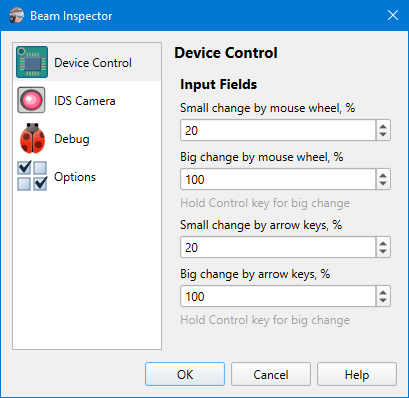 Beam Inspector
Device Control
IDS Camera
Debug
Options
Device Control
Input Fields
Small change by mouse wheel, %
20
Big change by mouse wheel, %
100
Hold Control key for big change
Small change by arrow keys, %
20
Big change by arrow keys, %
100
Hold Control key for big change
OK
Cancel
Help